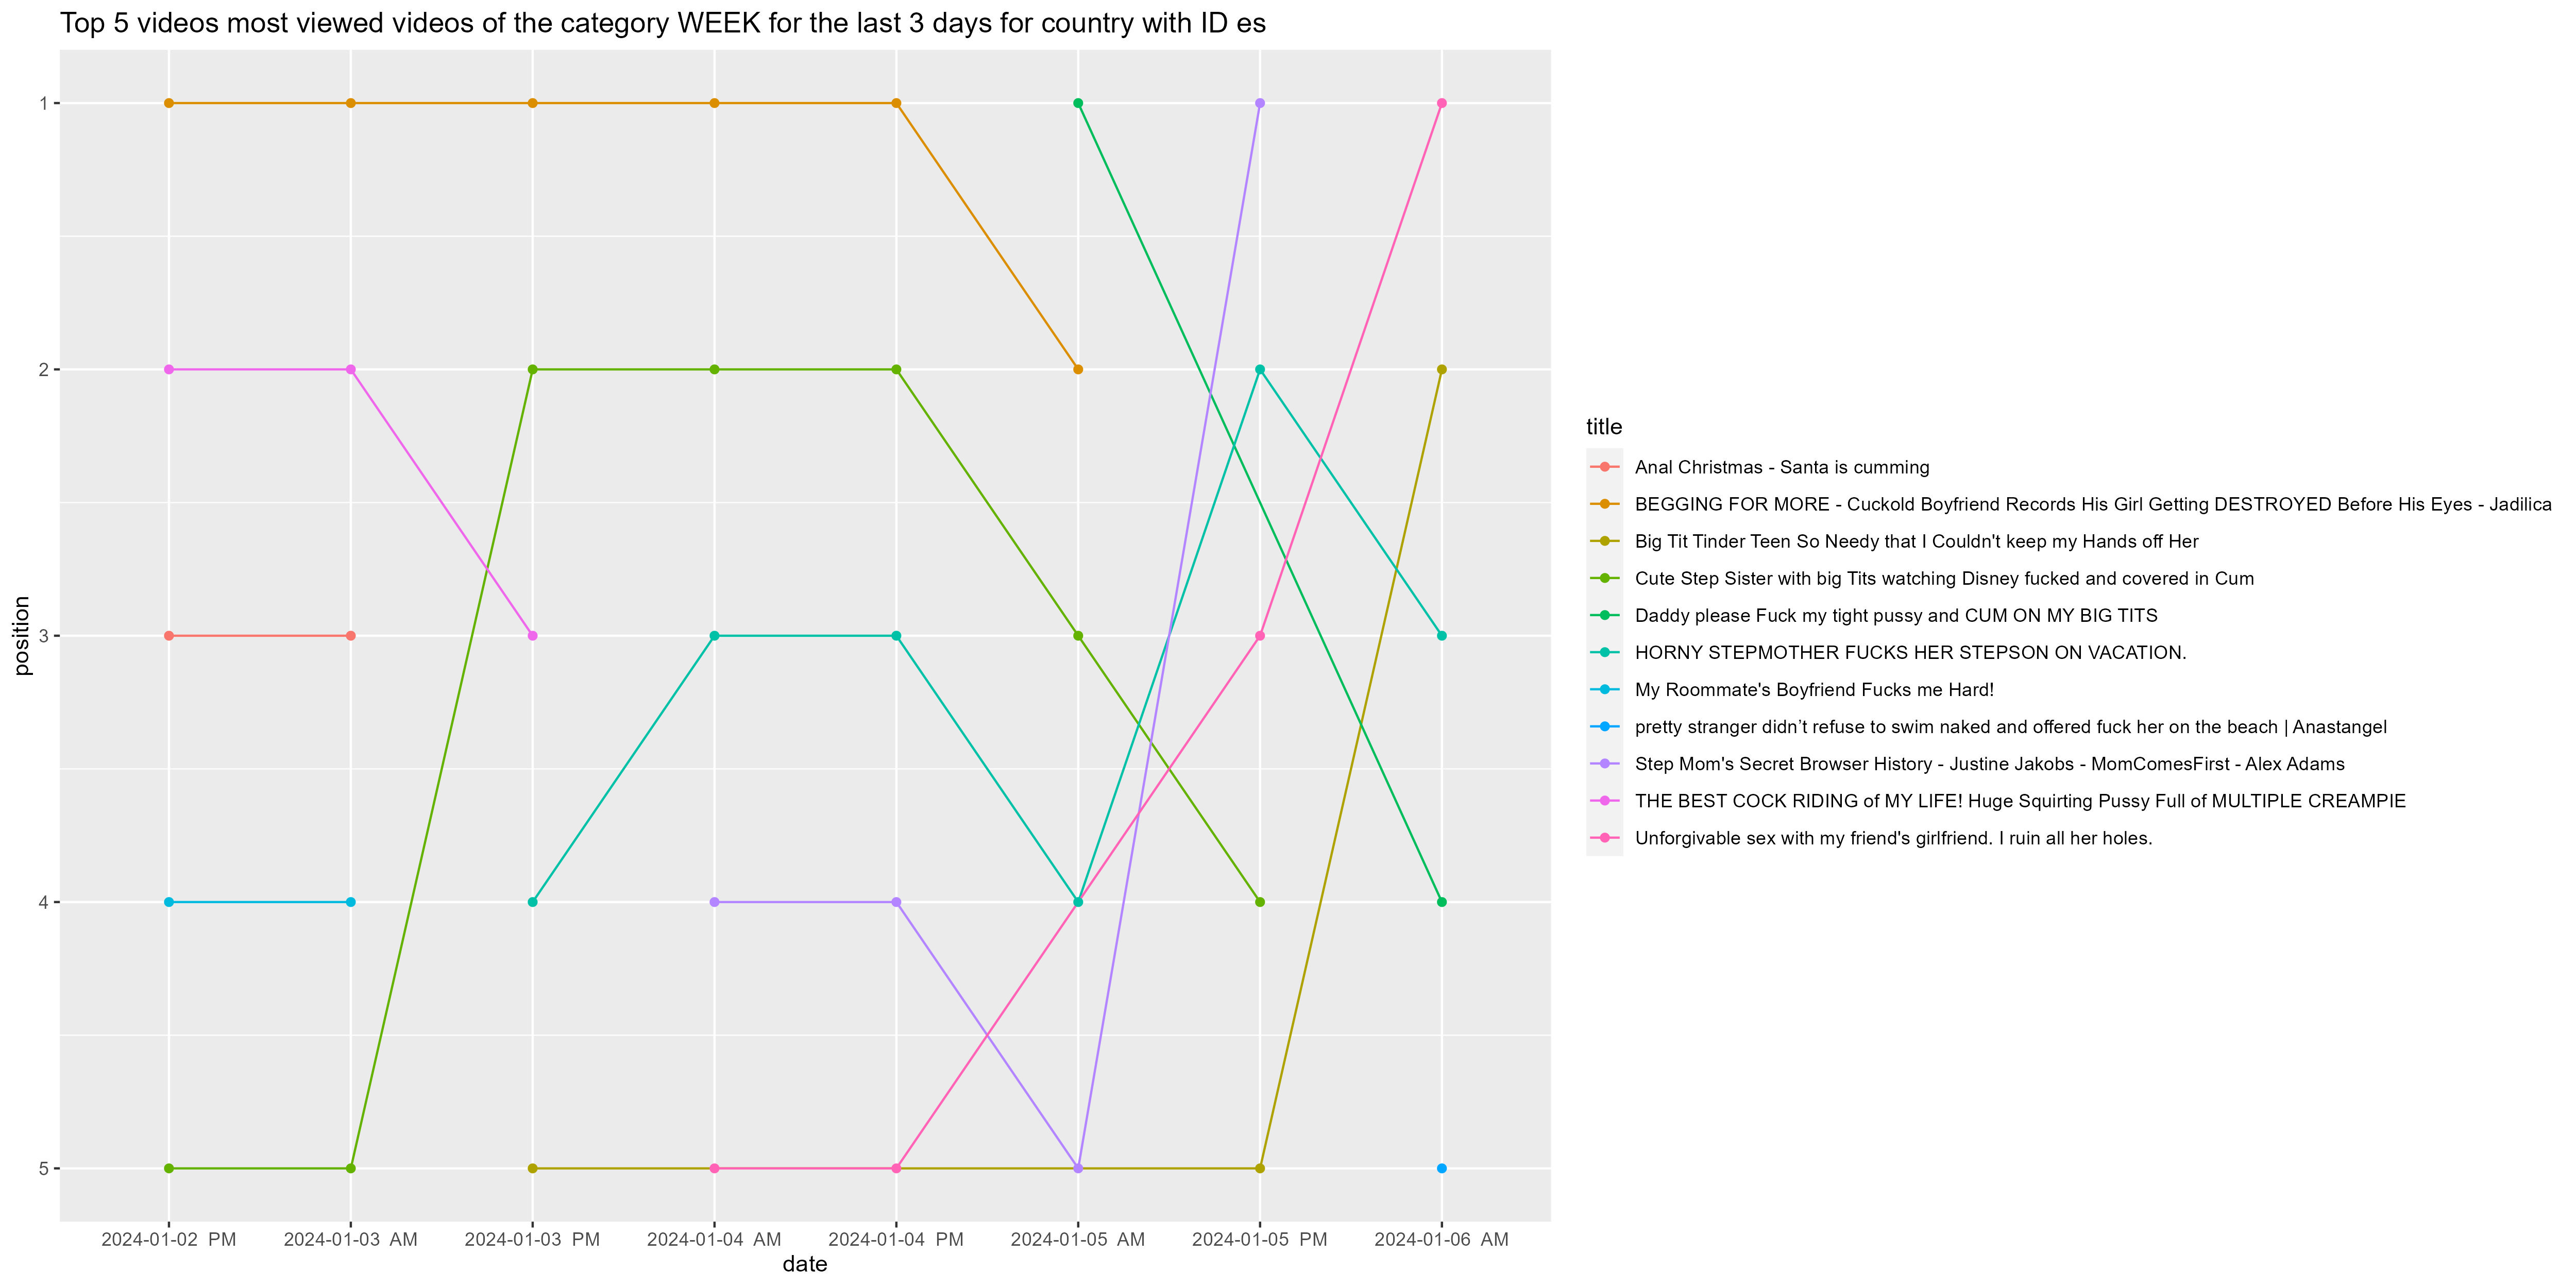 Top 5 videos most viewed videos of the category WEEK for the last 3 days for country with ID es
position
1
2
3
4
5
2024-01-02 PM
2024-01-03 AM
2024-01-03 PM
2024-01-04 AM
2024-01-04 PM
2024-01-05 AM
2024-01-05 PM
2024-01-06 AM
date
title
Anal Christmas - Santa is cumming
BEGGING FOR MORE - Cuckold Boyfriend Records His Girl Getting DESTROYED Before His Eyes - Jadilica
Big Tit Tinder Teen So Needy that I Couldn't keep my Hands off Her
Cute Step Sister with big Tits watching Disney fucked and covered in Cum
Daddy please Fuck my tight pussy and CUM ON MY BIG TITS
HORNY STEPMOTHER FUCKS HER STEPSON ON VACATION.
My Roommate's Boyfriend Fucks me Hard!
pretty stranger didn’t refuse to swim naked and offered fuck her on the beach | Anastangel
Step Mom's Secret Browser History - Justine Jakobs - MomComesFirst - Alex Adams
THE BEST COCK RIDING of MY LIFE! Huge Squirting Pussy Full of MULTIPLE CREAMPIE
Unforgivable sex with my friend's girlfriend. I ruin all her holes.